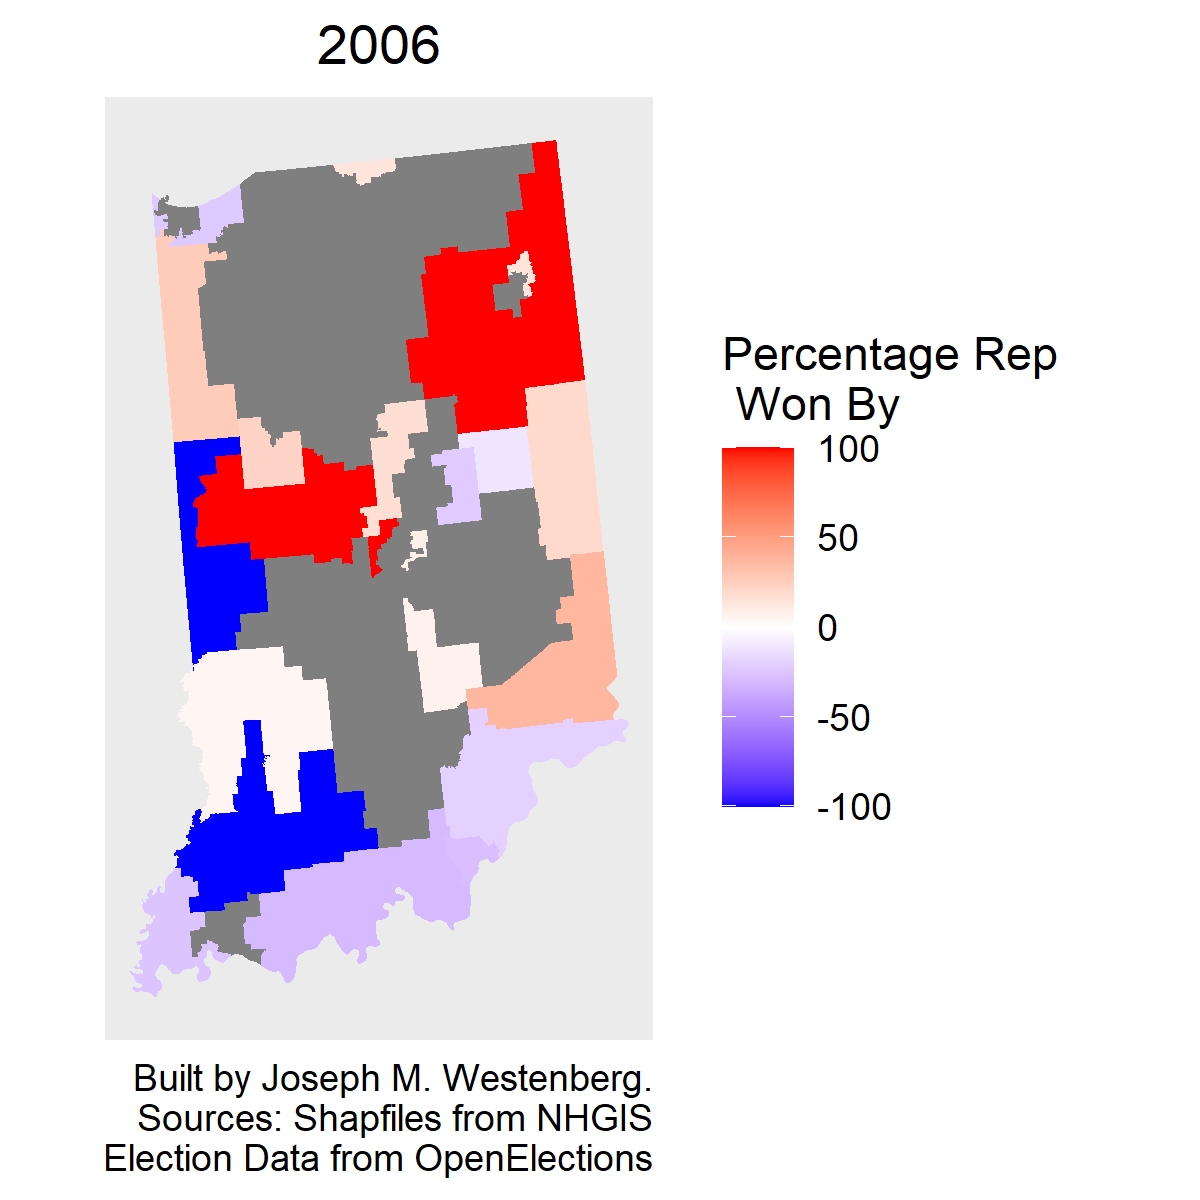 2006
Percentage Rep
Won By
100
50
0
-50
-100
Built by Joseph M. Westenberg.
Sources: Shapfiles from NHGIS
Election Data from OpenElections